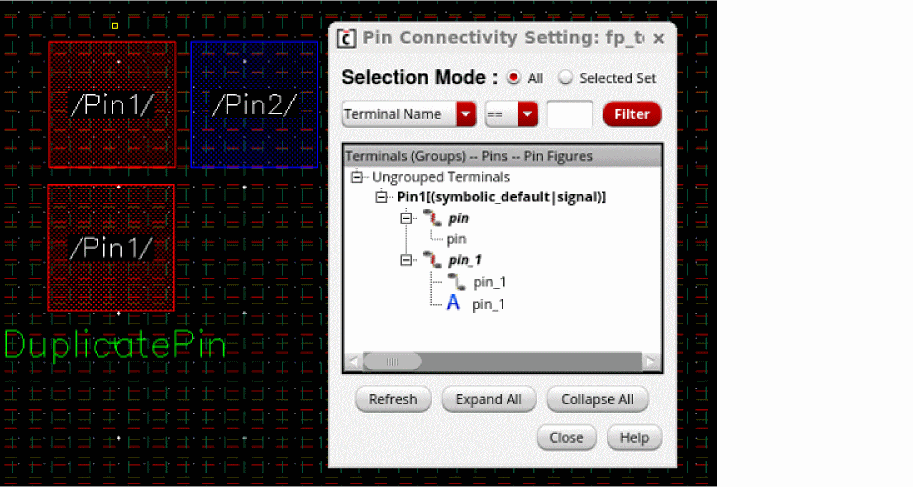 /Pin1/
/Pin2/
/Pin1/
DuplicatePin
Pin Connectivity Setting: fp_t
Selection Mode : All Selected Set
Terminal Name == Filter
Terminals (Groups) -- Pins -- Pin Figures
Ungrouped Terminals
Pin1[(symbolic_default|signal)]
pin
pin
pin_1
pin_1
A pin_1
Refresh Expand All Collapse All
Close Help